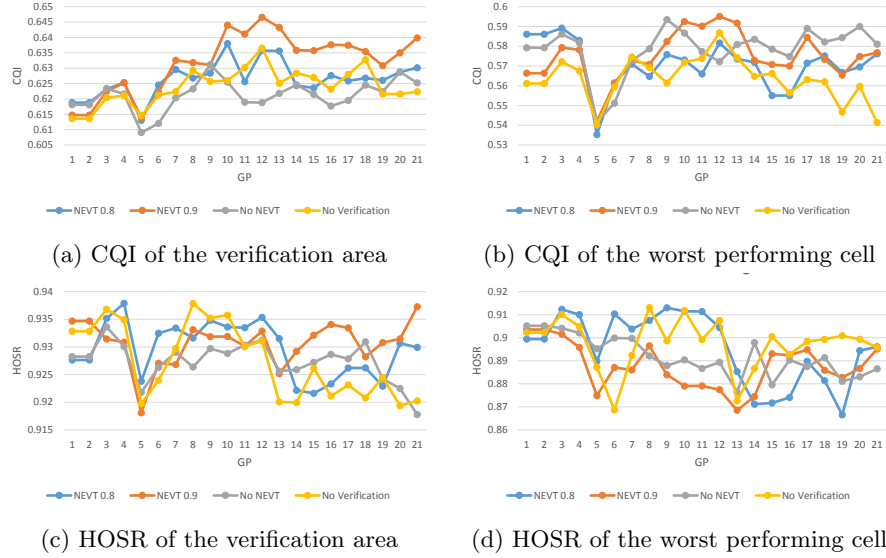 0.65
0.645
0.64
0.635
0.63
0.625
0.62
0.615
0.61
0.605
CQI
1 2 3 4 5 6 7 8 9 10 11 12 13 14 15 16 17 18 19 20 21
GP
NEVT 0.8 NEVT 0.9 No NEVT No Verification
(a) CQI of the verification area
0.6
0.59
0.58
0.57
0.56
0.55
0.54
0.53
CQI
1 2 3 4 5 6 7 8 9 10 11 12 13 14 15 16 17 18 19 20 21
GP
NEVT 0.8 NEVT 0.9 No NEVT No Verification
(b) CQI of the worst performing cell
0.94
0.935
0.93
0.925
0.92
0.915
HOSR
1 2 3 4 5 6 7 8 9 10 11 12 13 14 15 16 17 18 19 20 21
GP
NEVT 0.8 NEVT 0.9 No NEVT No Verification
(c) HOSR of the verification area
0.92
0.91
0.9
0.89
0.88
0.87
0.86
HOSR
1 2 3 4 5 6 7 8 9 10 11 12 13 14 15 16 17 18 19 20 21
GP
NEVT 0.8 NEVT 0.9 No NEVT No Verification
(d) HOSR of the worst performing cell